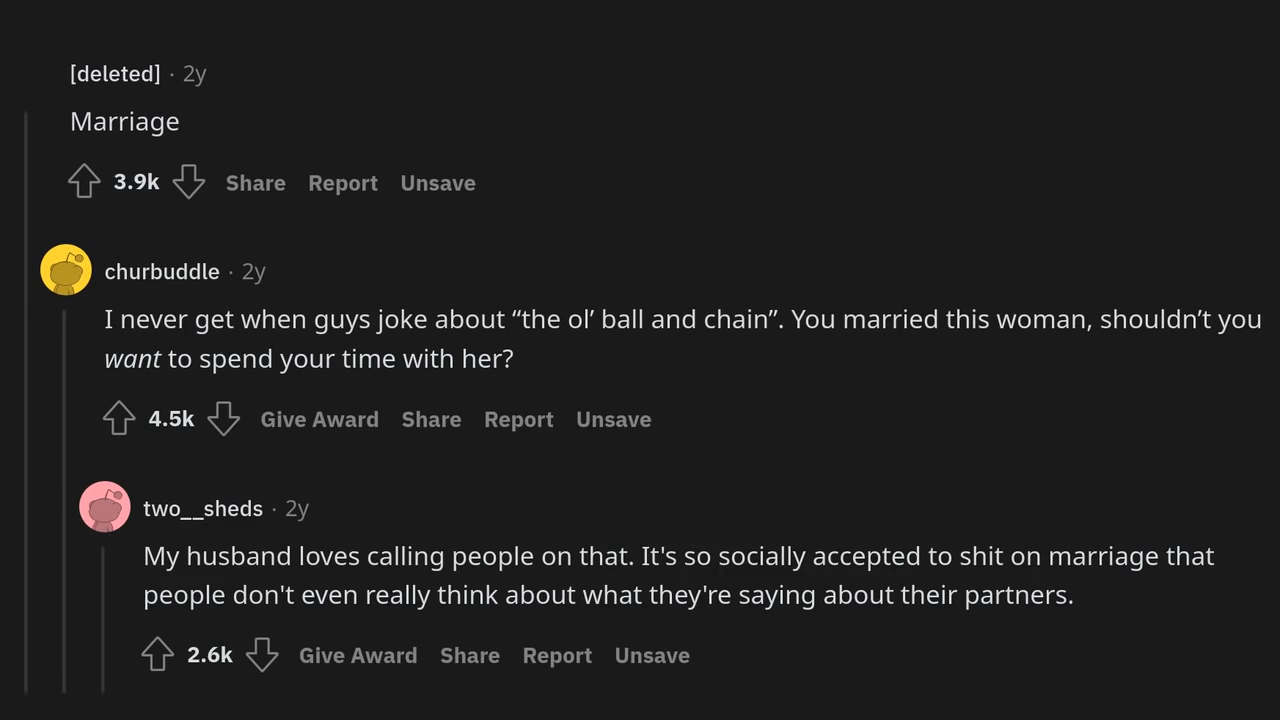 [deleted] · 2y
Marriage
3.9k Share Report Unsave
churbuddle · 2y
I never get when guys joke about “the ol’ ball and chain”. You married this woman, shouldn’t you
want to spend your time with her?
4.5k Give Award Share Report Unsave
two__sheds · 2y
My husband loves calling people on that. It's so socially accepted to shit on marriage that
people don't even really think about what they're saying about their partners.
2.6k Give Award Share Report Unsave